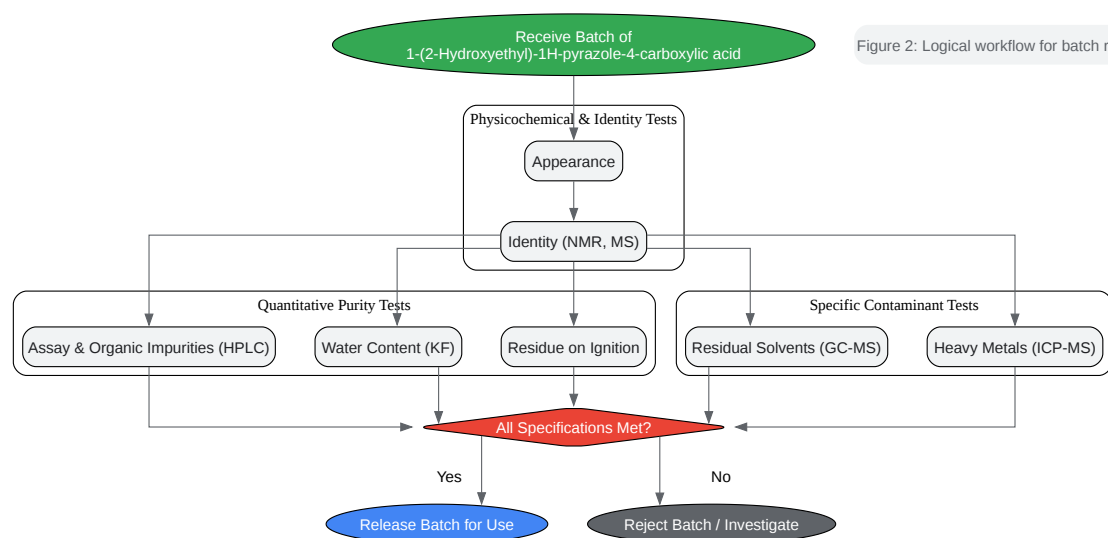 Receive Batch of
1-(2-Hydroxyethyl)-1H-pyrazole-4-carboxylic acid
Figure 2: Logical workflow for batch
Physicochemical & Identity Tests
Appearance
Identity (NMR, MS)
Quantitative Purity Tests
Specific Contaminant Tests
Assay & Organic Impurities (HPLC)
Water Content (KF)
Residue on Ignition
Residual Solvents (GC-MS)
Heavy Metals (ICP-MS)
All Specifications Met?
Yes
No
Release Batch for Use
Reject Batch / Investigate